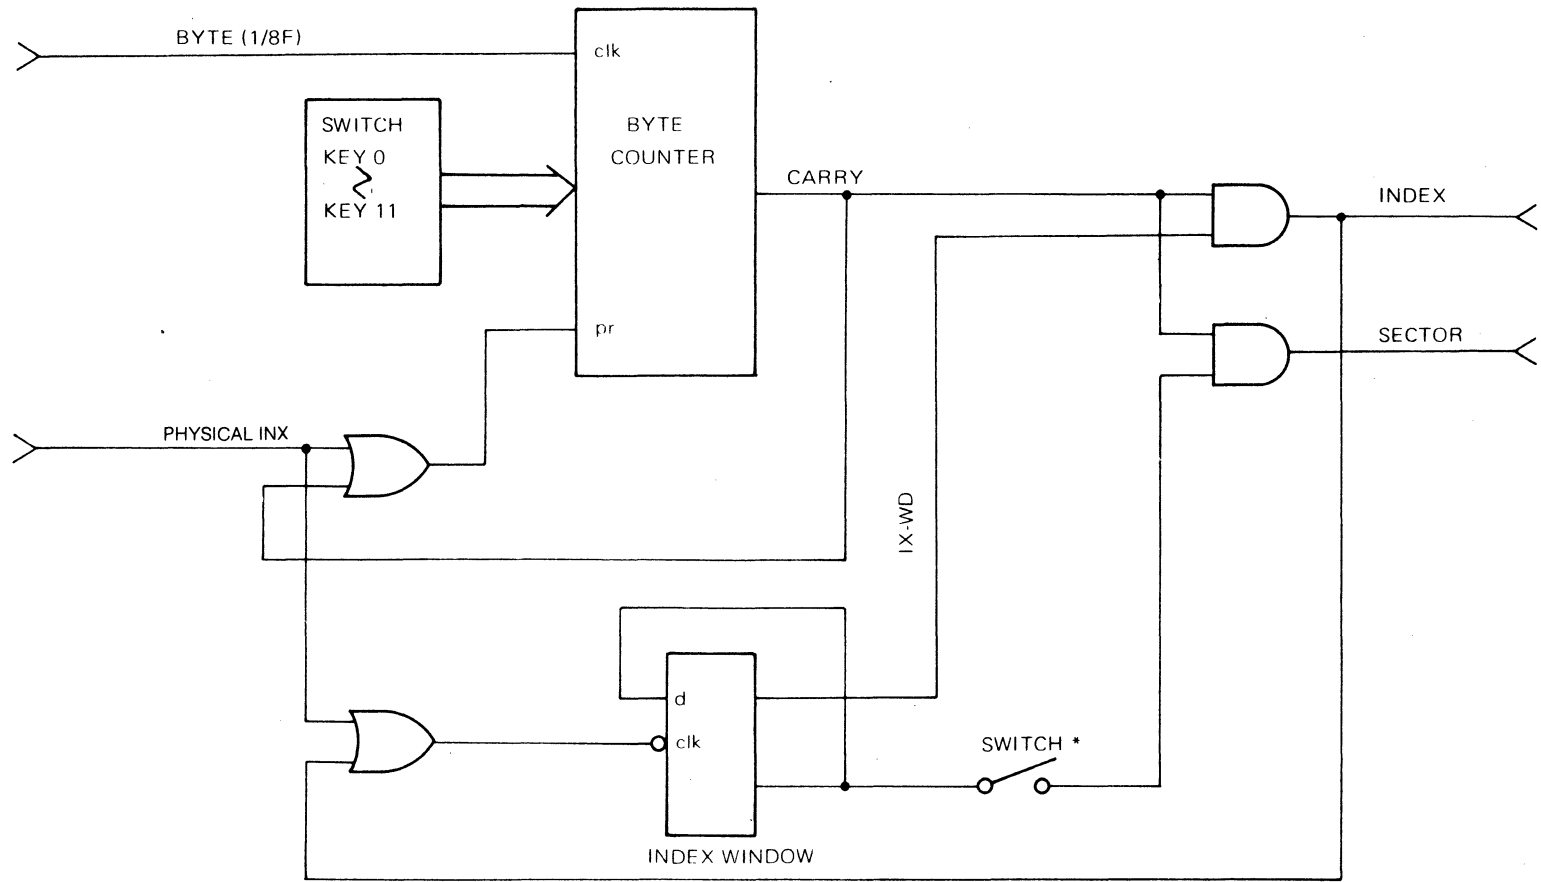 BYTE (1/8F)
clk
SWITCH
KEY 0
KEY 11
BYTE
COUNTER
CARRY
INDEX
pr
SECTOR
PHYSICAL INX
IX-WD
d
clk
SWITCH *
INDEX WINDOW